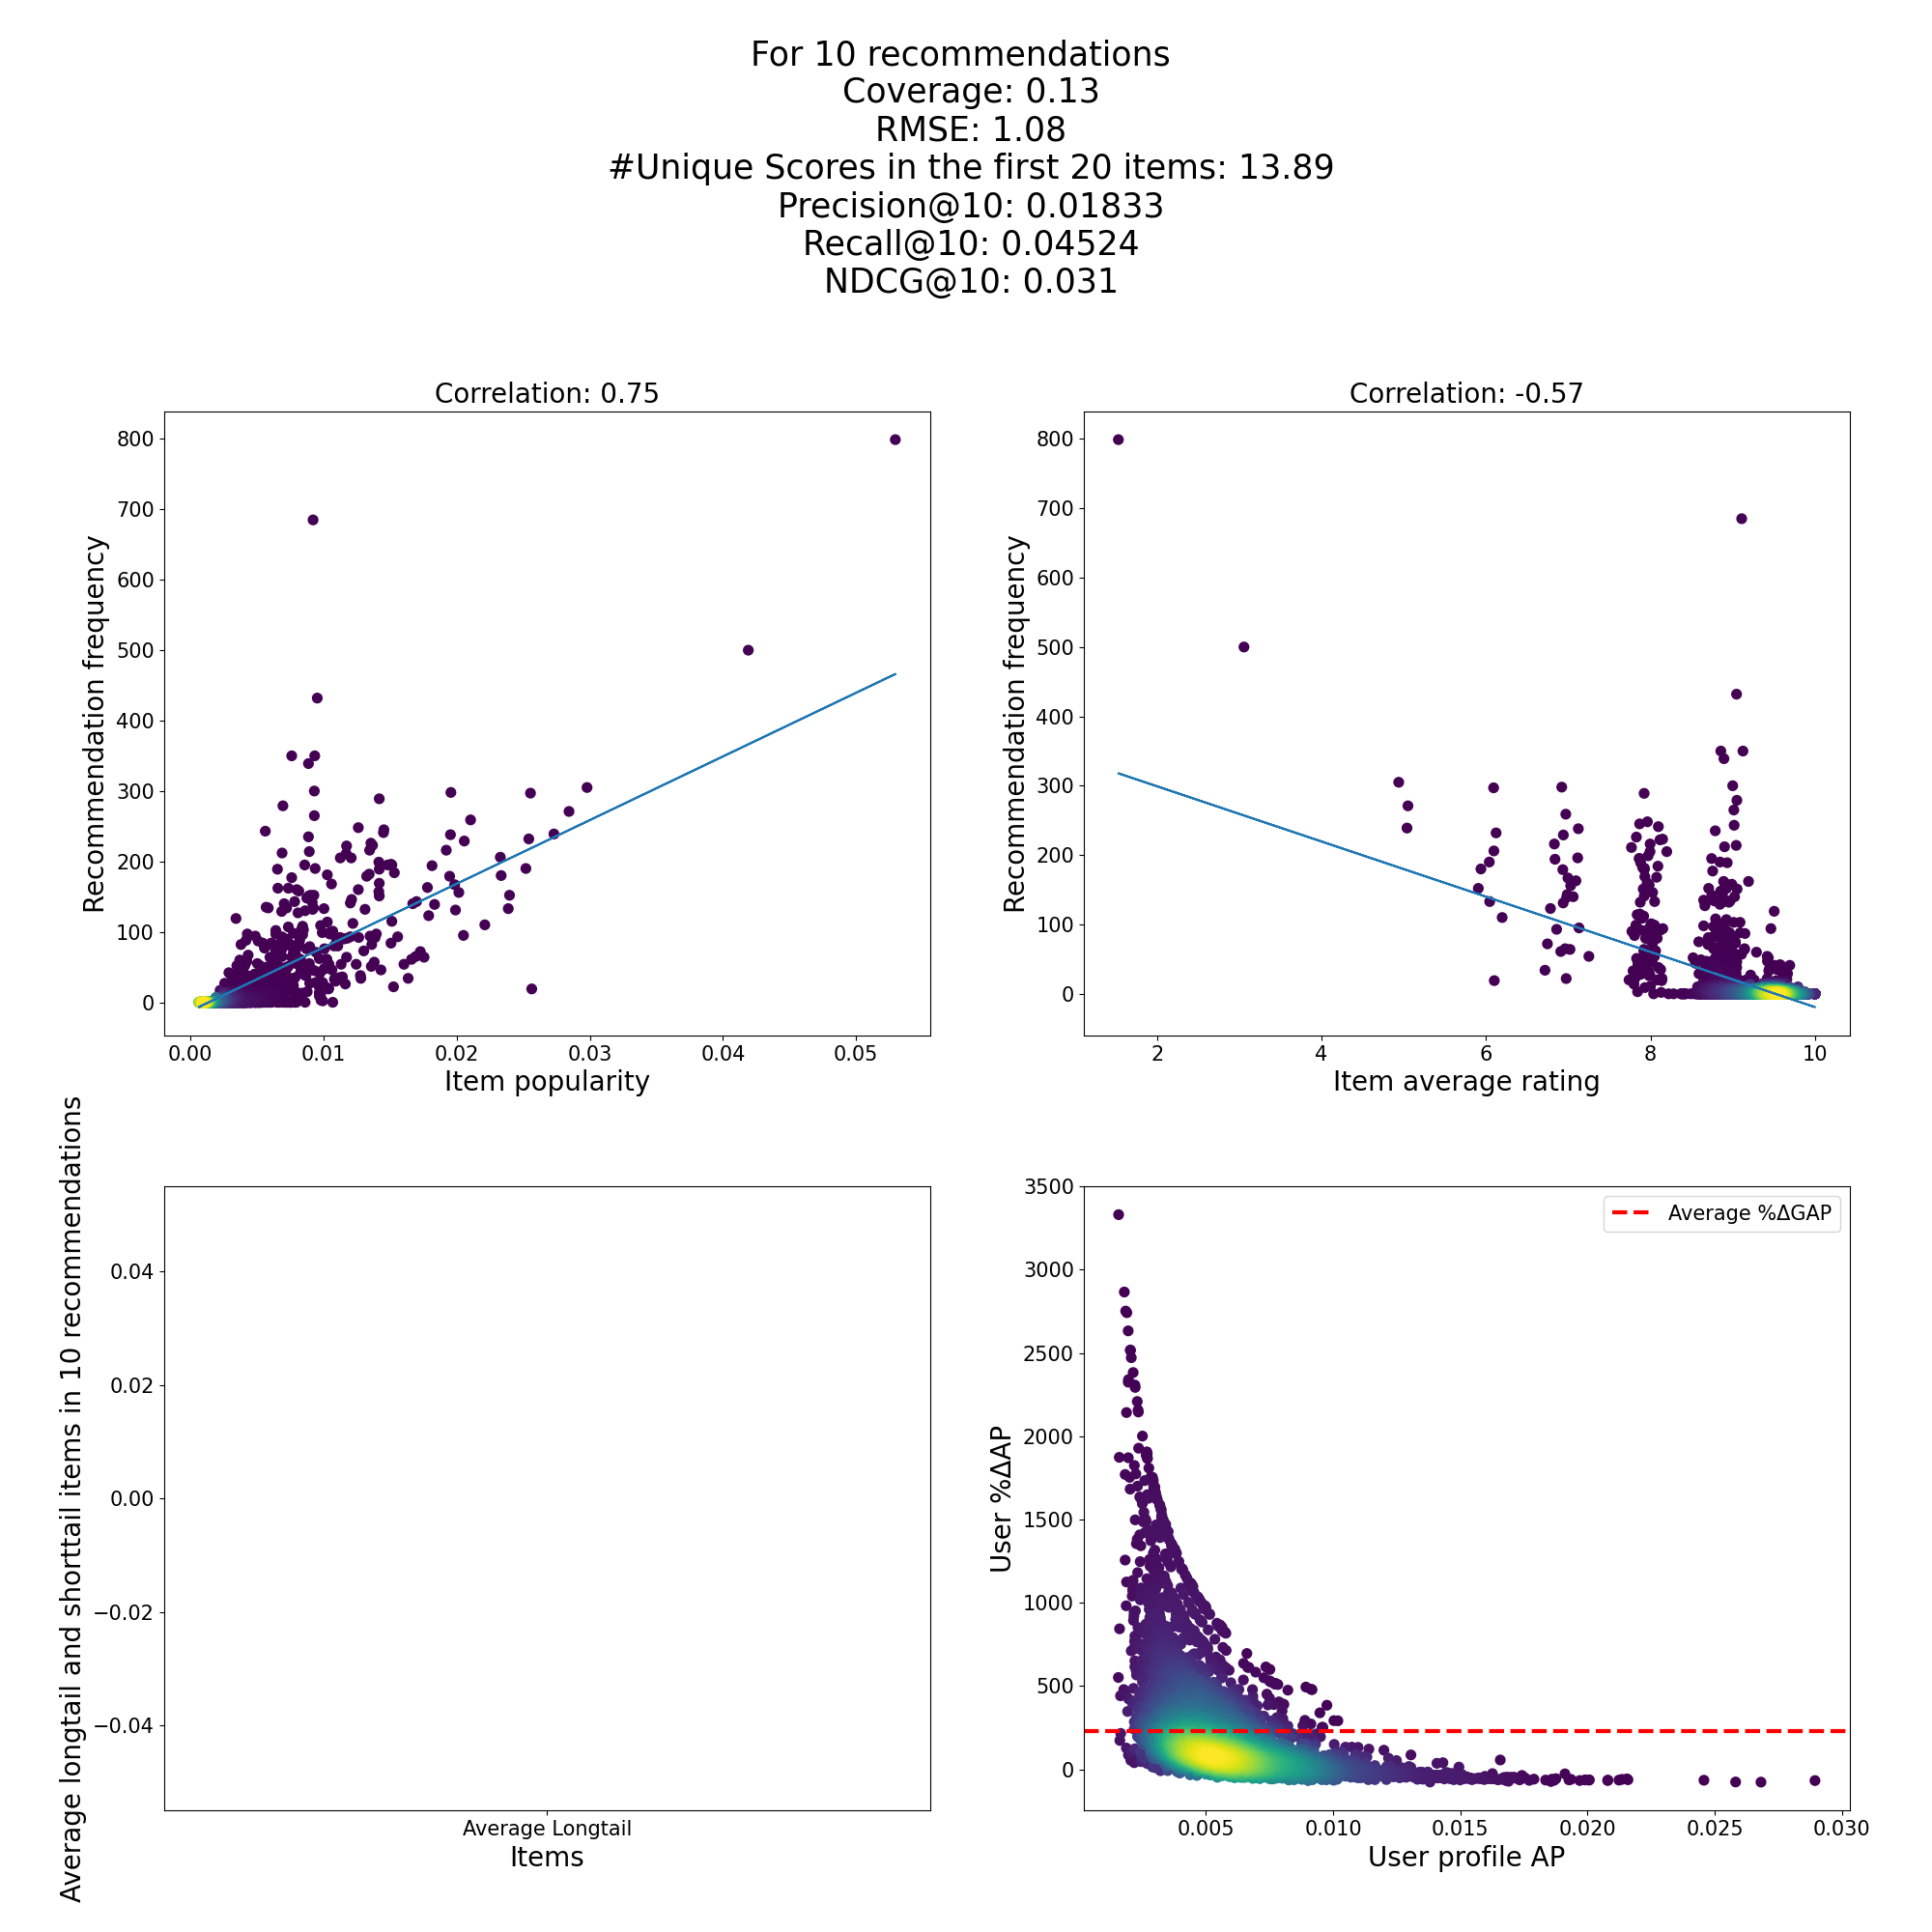 For 10 recommendations
Coverage: 0.13
RMSE: 1.08
#Unique Scores in the first 20 items: 13.89
Precision@10: 0.01833
Recall@10: 0.04524
NDCG@10: 0.031
Correlation: 0.75
Recommendation frequency
800
700
600
500
400
300
200
100
0
0.00 0.01 0.02 0.03 0.04 0.05
Item popularity
Correlation: -0.57
Recommendation frequency
800
700
600
500
400
300
200
100
0
2 4 6 8 10
Item average rating
Average longtail and shorttail items in 10 recommendations
0.04
0.02
0.00
−0.02
−0.04
Average Longtail
Items
User %ΔAP
3500
3000
2500
2000
1500
1000
500
0
Average %ΔGAP
0.005 0.010 0.015 0.020 0.025 0.030
User profile AP